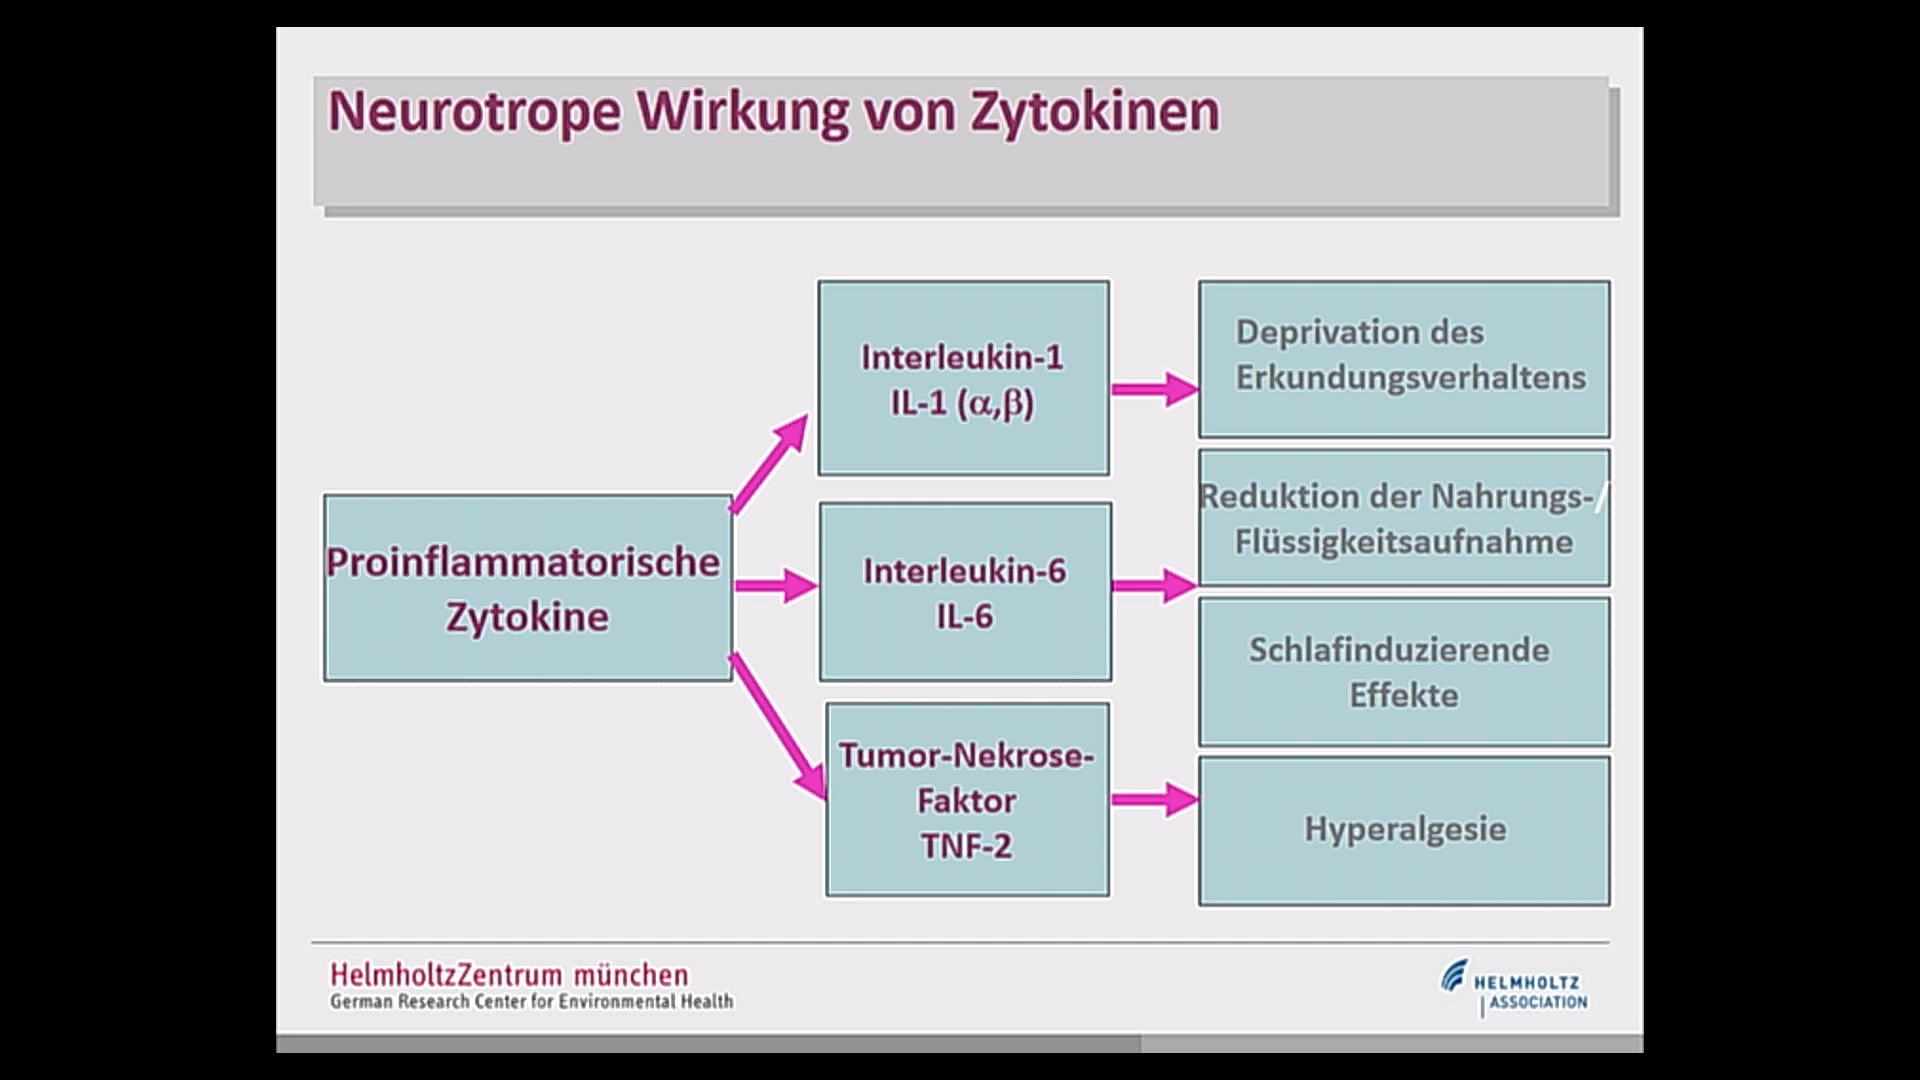 Neurotrope Wirkung von Zytokinen
Proinflammatorische
Zytokine
Interleukin-1
IL-1 (α,β)
Interleukin-6
IL-6
Tumor-Nekrose-
Faktor
TNF-2
Deprivation des
Erkundungsverhaltens
Reduktion der Nahrungs-/
Flüssigkeitsaufnahme
Schlafinduzierende
Effekte
Hyperalgesie
HelmholtzZentrum münchen
German Research Center for Environmental Health
HELMHOLTZ
ASSOCIATION